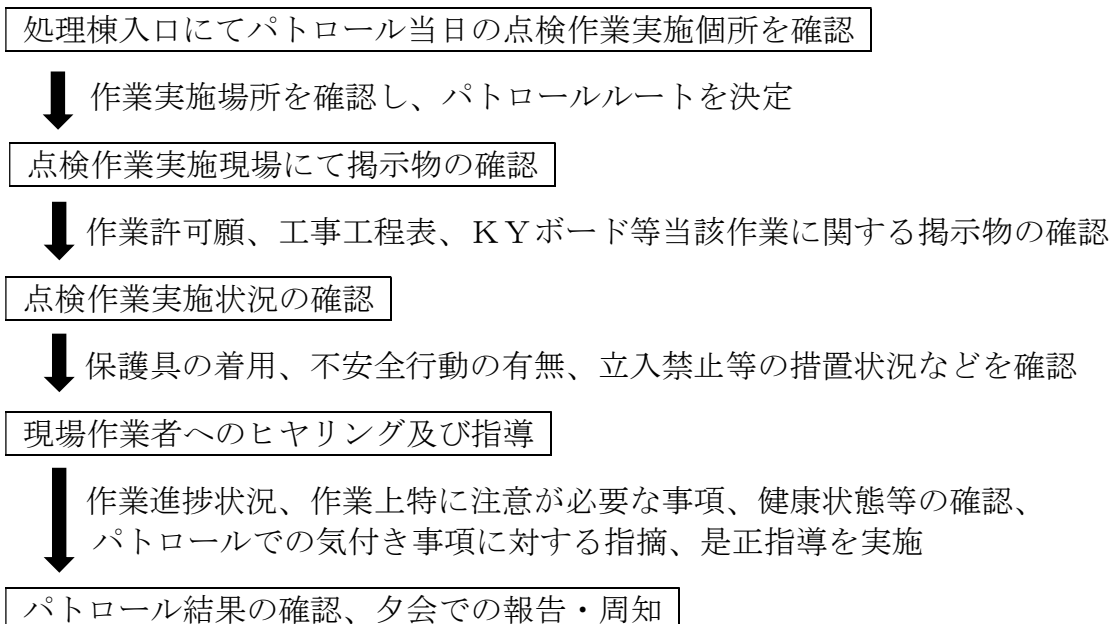 処理棟入口にてパトロール当日の点検作業実施個所を確認
作業実施場所を確認し、パトロールルートを決定
点検作業実施現場にて掲示物の確認
作業許可願、工事工程表、ＫＹボード等当該作業に関する掲示物の確認
点検作業実施状況の確認
保護具の着用、不安全行動の有無、立入禁止等の措置状況などを確認
現場作業者へのヒヤリング及び指導
作業進捗状況、作業上特に注意が必要な事項、健康状態等の確認、
パトロールでの気付き事項に対する指摘、是正指導を実施
パトロール結果の確認、夕会での報告・周知